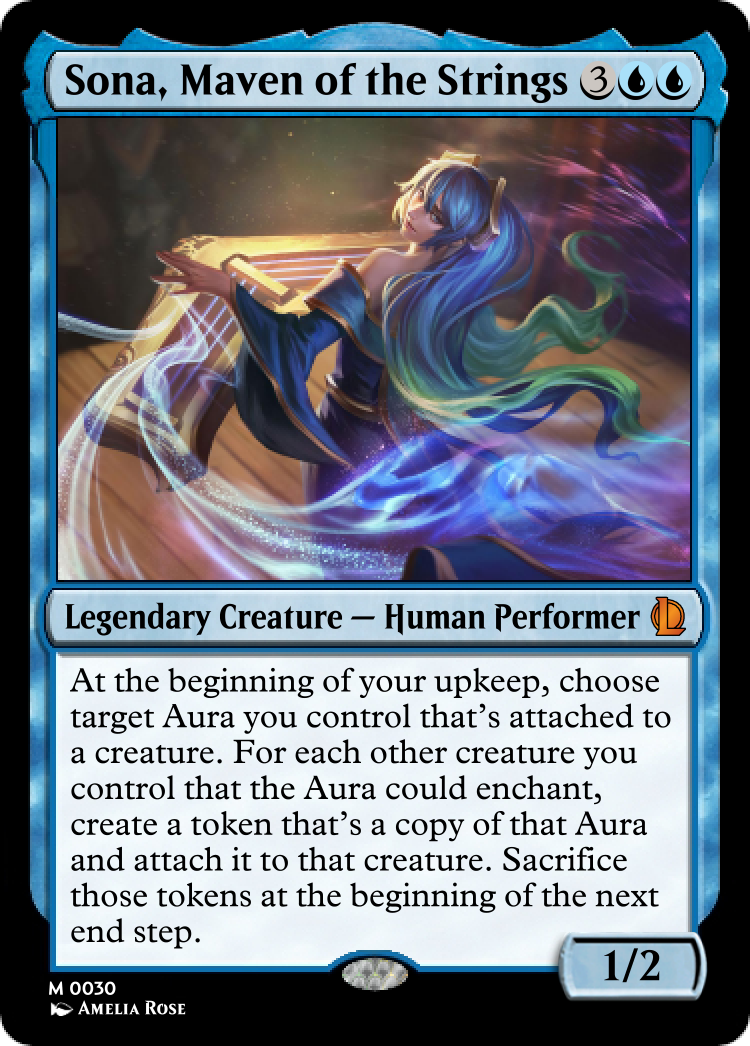 Sona, Maven of the Strings 3
Legendary Creature — Human Performer
At the beginning of your upkeep, choose
target Aura you control that's attached to
a creature. For each other creature you
control that the Aura could enchant,
create a token that's a copy of that Aura
and attach it to that creature. Sacrifice
those tokens at the beginning of the next
end step.
1/2
M 0030
Amelia Rose